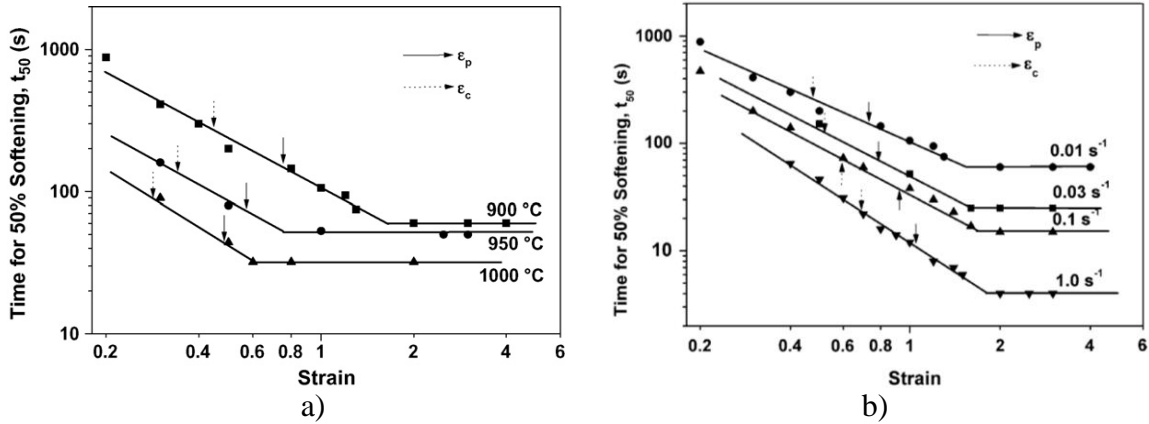 a)
Time for 50% Softening, t50 (s)
1000
100
10
εp
εc
900 °C
950 °C
1000 °C
0.2
0.4
0.6
0.8
1
2
4
6
Strain
a)
b)
Time for 50% Softening, t50 (s)
1000
100
10
εp
εc
0.01 s-1
0.03 s-1
0.1 s-1
1.0 s-1
0.2
0.4
0.6
0.8
1
2
4
6
Strain
b)